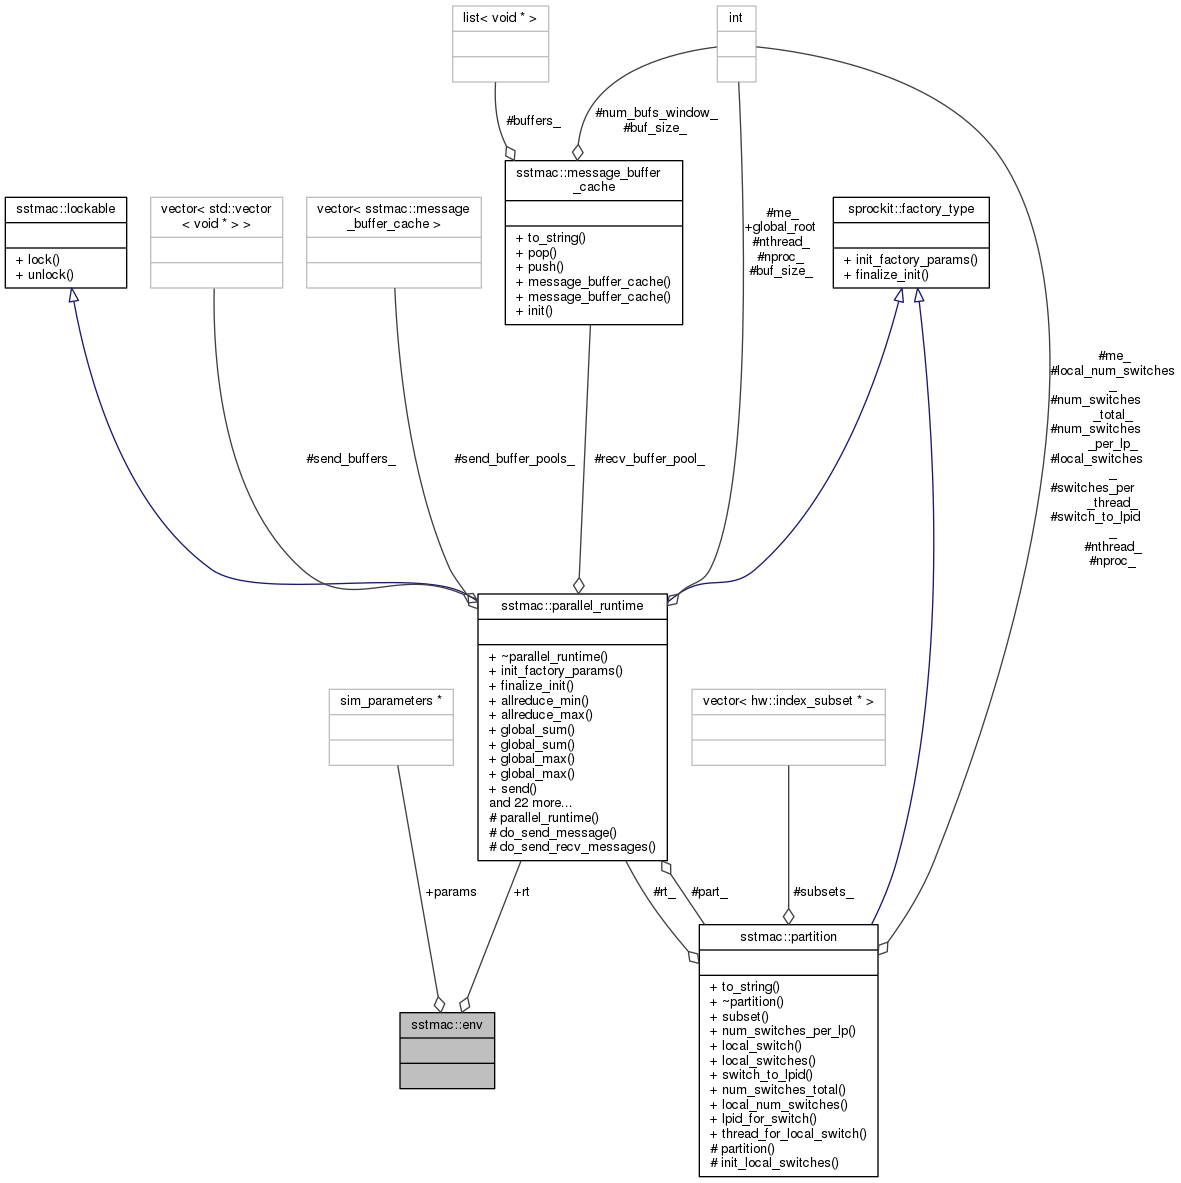 list< void * >
int
#buffers_
#num_bufs_window_
#buf_size_
sstmac::message_buffer
_cache
+ to_string()
+ pop()
+ push()
+ message_buffer_cache()
+ message_buffer_cache()
+ init()
sstmac::lockable
+ lock()
+ unlock()
vector< std::vector
< void * > >
vector< sstmac::message
_buffer_cache >
#me_
+global_root
#nthread_
#nproc_
#buf_size_
sprockit::factory_type
+ init_factory_params()
+ finalize_init()
#me_
#local_num_switches
_
#num_switches
_total_
#num_switches
_per_lp_
#local_switches
_
#switches_per
_thread_
#switch_to_lpid
_
#nthread_
#nproc_
#send_buffers_
#send_buffer_pools_
#recv_buffer_pool_
sstmac::parallel_runtime
+ ~parallel_runtime()
+ init_factory_params()
+ finalize_init()
+ allreduce_min()
+ allreduce_max()
+ global_sum()
+ global_sum()
+ global_max()
+ global_max()
+ send()
and 22 more...
# parallel_runtime()
# do_send_message()
# do_send_recv_messages()
sim_parameters *
vector< hw::index_subset * >
+params
+rt
#rt_
#part_
#subsets_
sstmac::env
sstmac::partition
+ to_string()
+ ~partition()
+ subset()
+ num_switches_per_lp()
+ local_switch()
+ local_switches()
+ switch_to_lpid()
+ num_switches_total()
+ local_num_switches()
+ lpid_for_switch()
+ thread_for_local_switch()
# partition()
# init_local_switches()